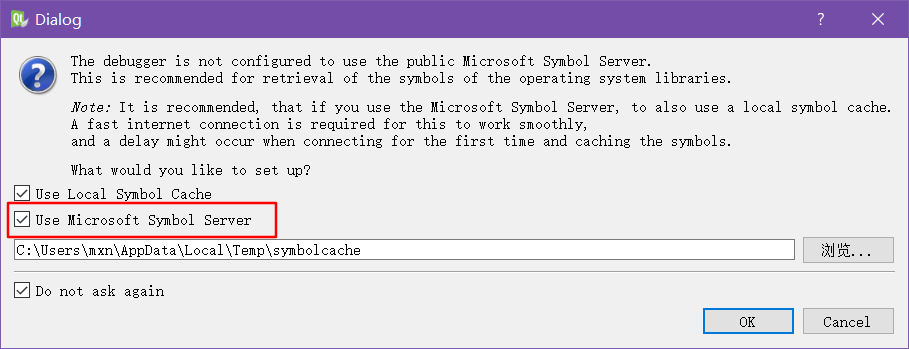 Dialog
The debugger is not configured to use the public Microsoft Symbol Server.
This is recommended for retrieval of the symbols of the operating system libraries.
Note: It is recommended, that if you use the Microsoft Symbol Server, to also use a local symbol cache.
A fast internet connection is required for this to work smoothly,
and a delay might occur when connecting for the first time and caching the symbols.
What would you like to set up?
Use Local Symbol Cache
Use Microsoft Symbol Server
C:\Users\mxn\AppData\Local\Temp\symbolcache
浏览...
Do not ask again
OK
Cancel